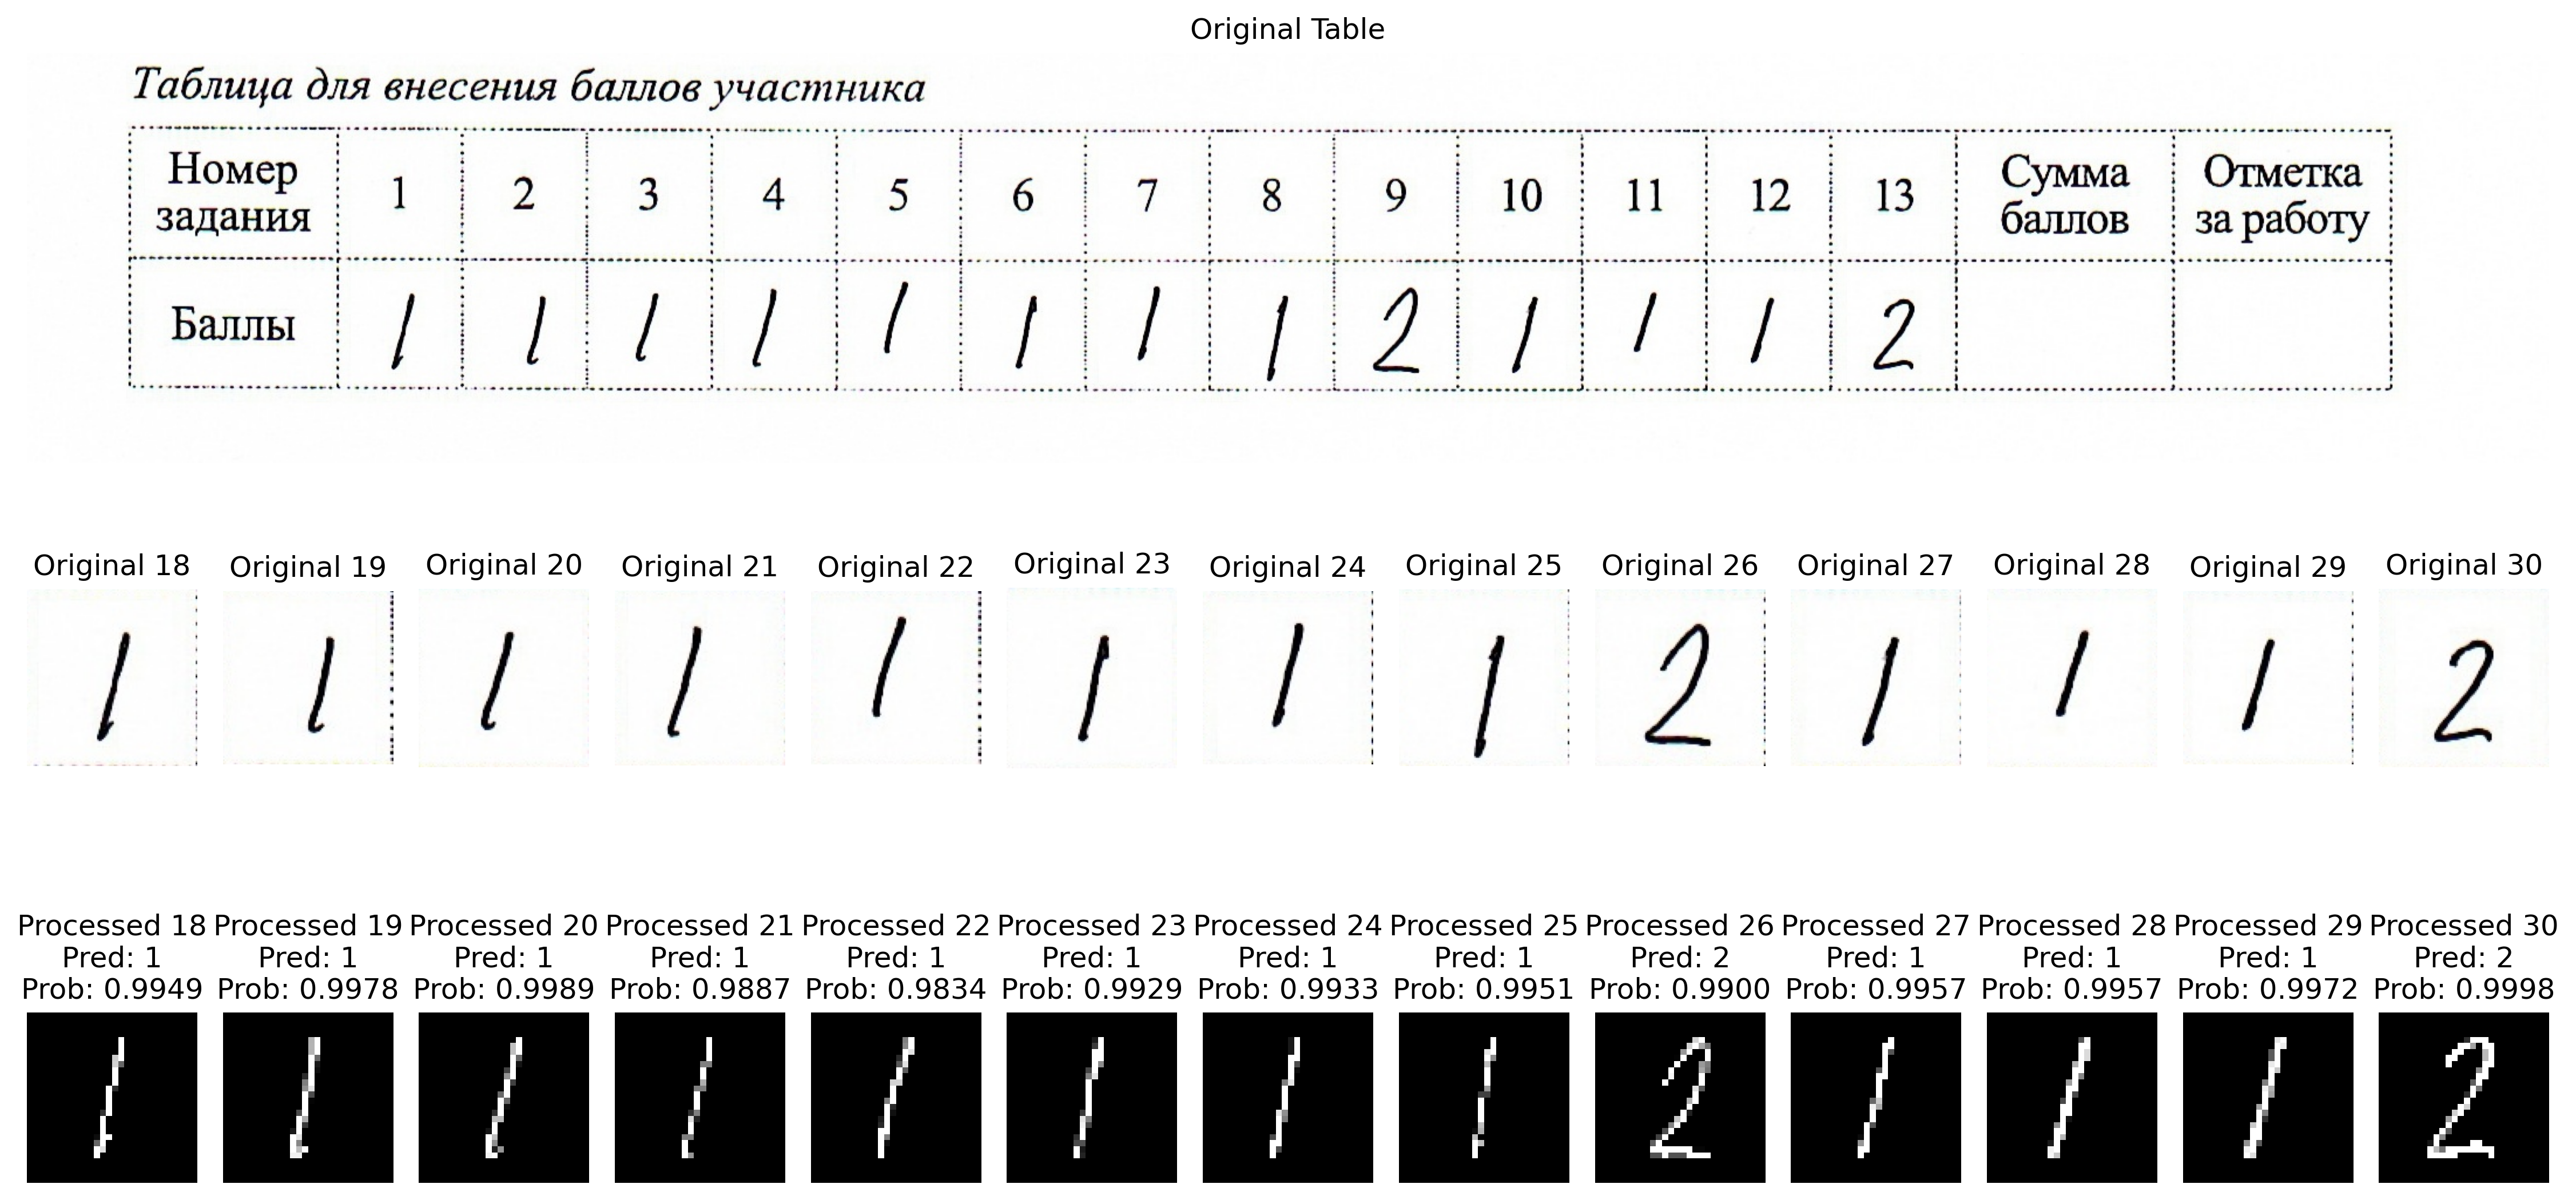 Original Table
Таблица для внесения баллов участника
Номер задания 1 2 3 4 5 6 7 8 9 10 11 12 13 Сумма баллов Отметка за работу
Баллы 1 1 1 1 1 1 1 1 2 1 1 1 2
Original 18 Original 19 Original 20 Original 21 Original 22 Original 23 Original 24 Original 25 Original 26 Original 27 Original 28 Original 29 Original 30
1 1 1 1 1 1 1 1 2 1 1 1 2
Processed 18 Processed 19 Processed 20 Processed 21 Processed 22 Processed 23 Processed 24 Processed 25 Processed 26 Processed 27 Processed 28 Processed 29 Processed 30
Pred: 1 Pred: 1 Pred: 1 Pred: 1 Pred: 1 Pred: 1 Pred: 1 Pred: 1 Pred: 2 Pred: 1 Pred: 1 Pred: 1 Pred: 2
Prob: 0.9949 Prob: 0.9978 Prob: 0.9989 Prob: 0.9887 Prob: 0.9834 Prob: 0.9929 Prob: 0.9933 Prob: 0.9951 Prob: 0.9900 Prob: 0.9957 Prob: 0.9957 Prob: 0.9972 Prob: 0.9998
1 1 1 1 1 1 1 1 2 1 1 1 2